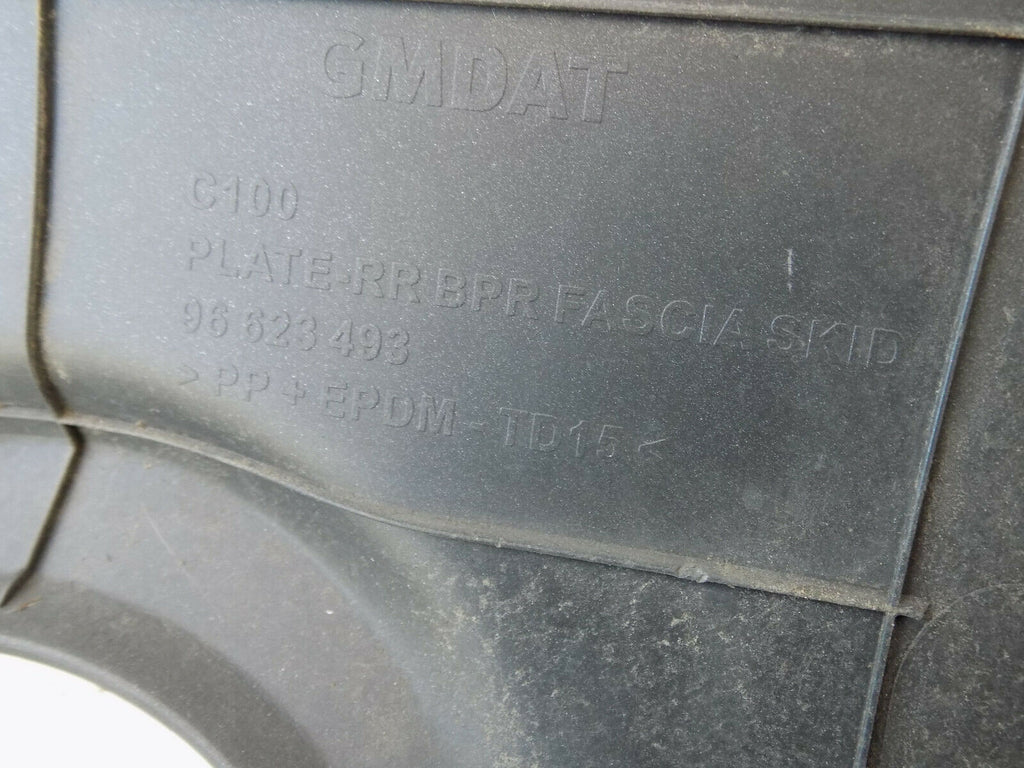 GMDAT
C100
PLATE-RR BPR FASCIA SKID
96 623 493
> PP + EPDM - TD15 <